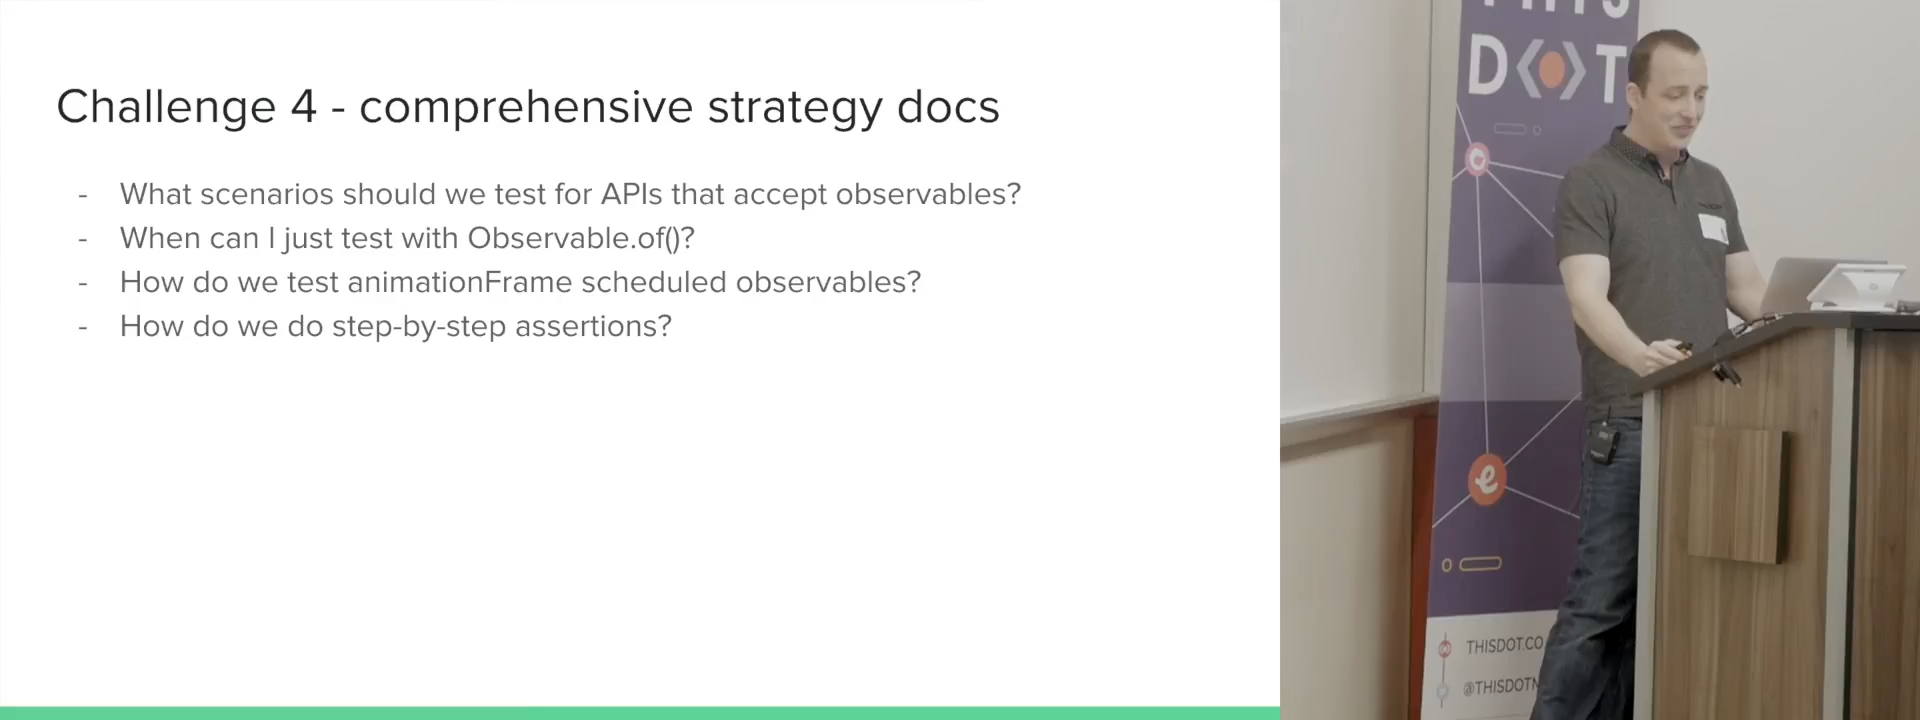 Challenge 4 - comprehensive strategy docs
- What scenarios should we test for APIs that accept observables?
- When can I just test with Observable.of()?
- How do we test animationFrame scheduled observables?
- How do we do step-by-step assertions?
THIS
D<•>T
e
THISDOT.CO
@THISDOT